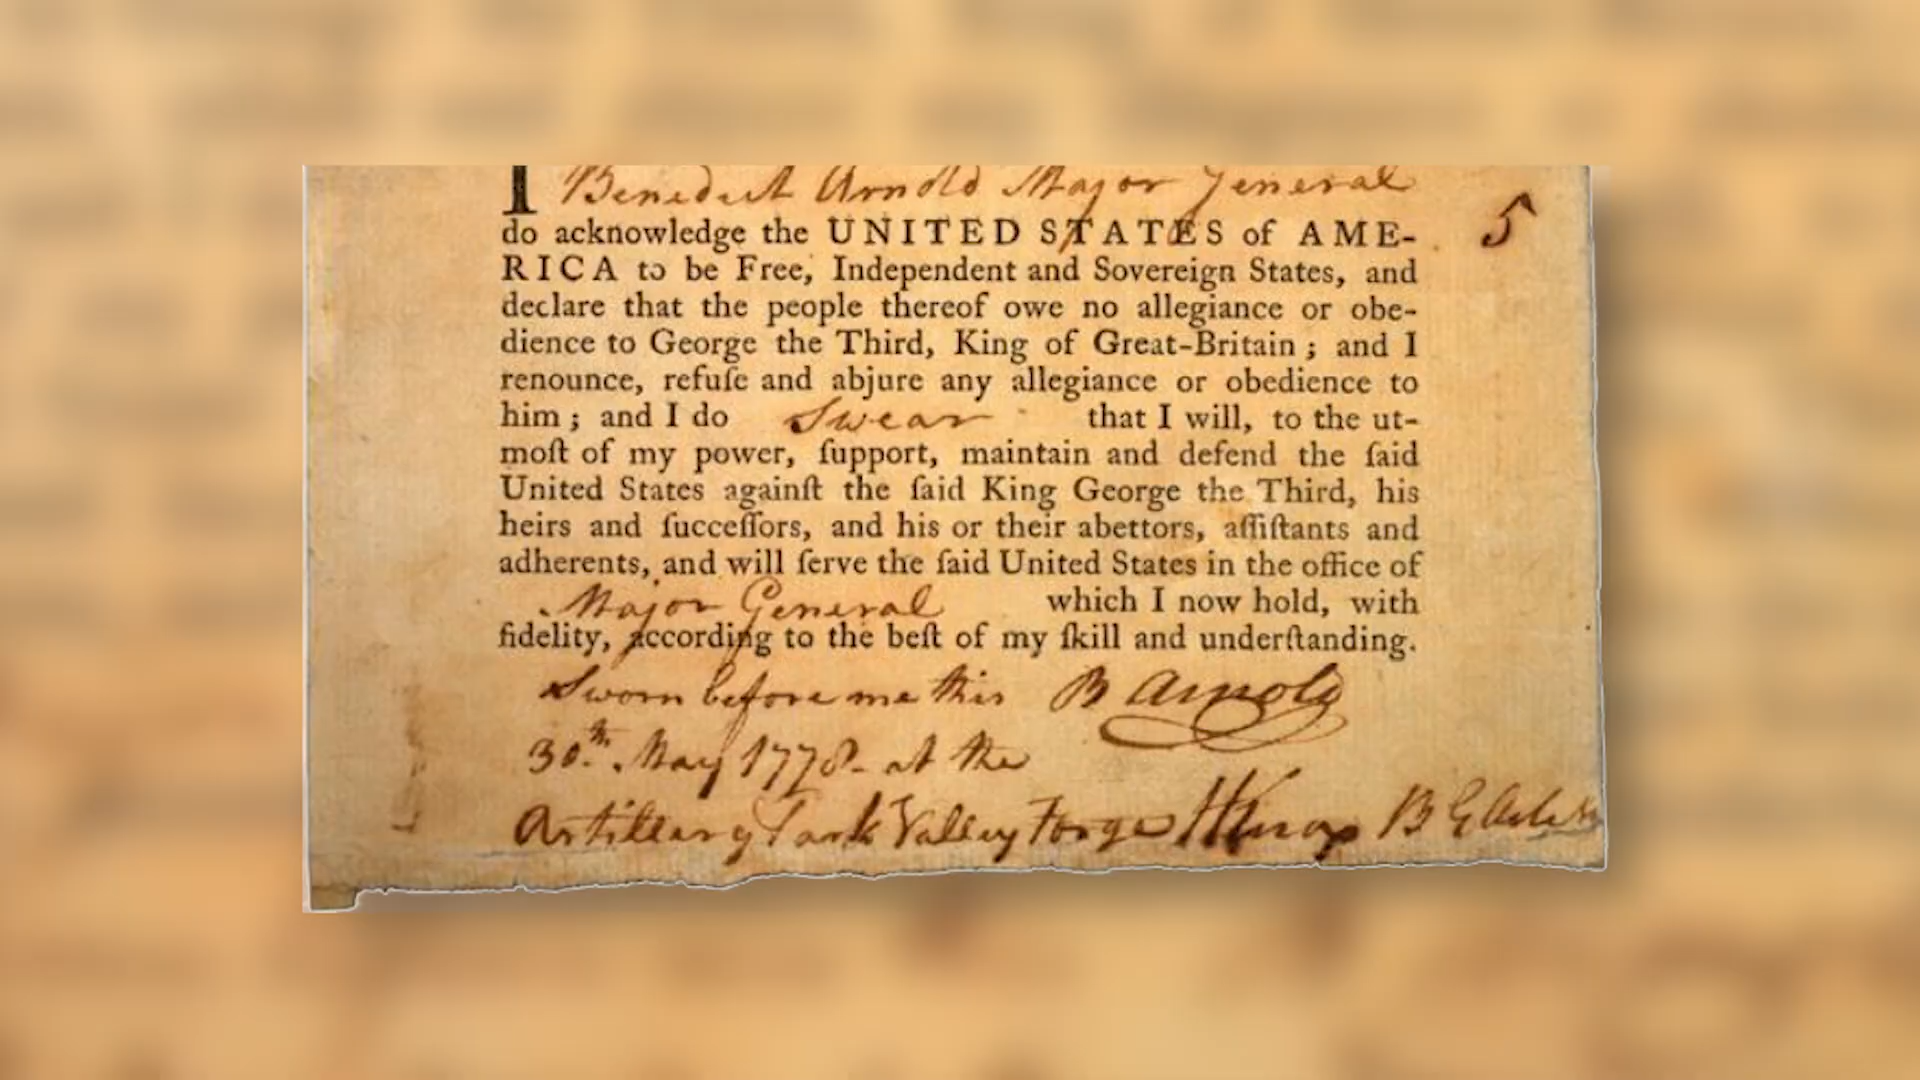 I Benedict Arnold Major General
5
do acknowledge the UNITED STATES of AME-
RICA to be Free, Independent and Sovereign States, and
declare that the people thereof owe no allegiance or obe-
dience to George the Third, King of Great-Britain ; and I
renounce, refuſe and abjure any allegiance or obedience to
him ; and I do Swear that I will, to the ut-
moſt of my power, ſupport, maintain and defend the ſaid
United States againſt the ſaid King George the Third, his
heirs and ſucceſſors, and his or their abettors, aſſiſtants and
adherents, and will ſerve the ſaid United States in the office of
Major General which I now hold, with
fidelity, according to the beſt of my ſkill and underſtanding.
Sworn before me this B Arnold
30th. May 1778 - at the
Artillery Park Valley Forge HKnox B G